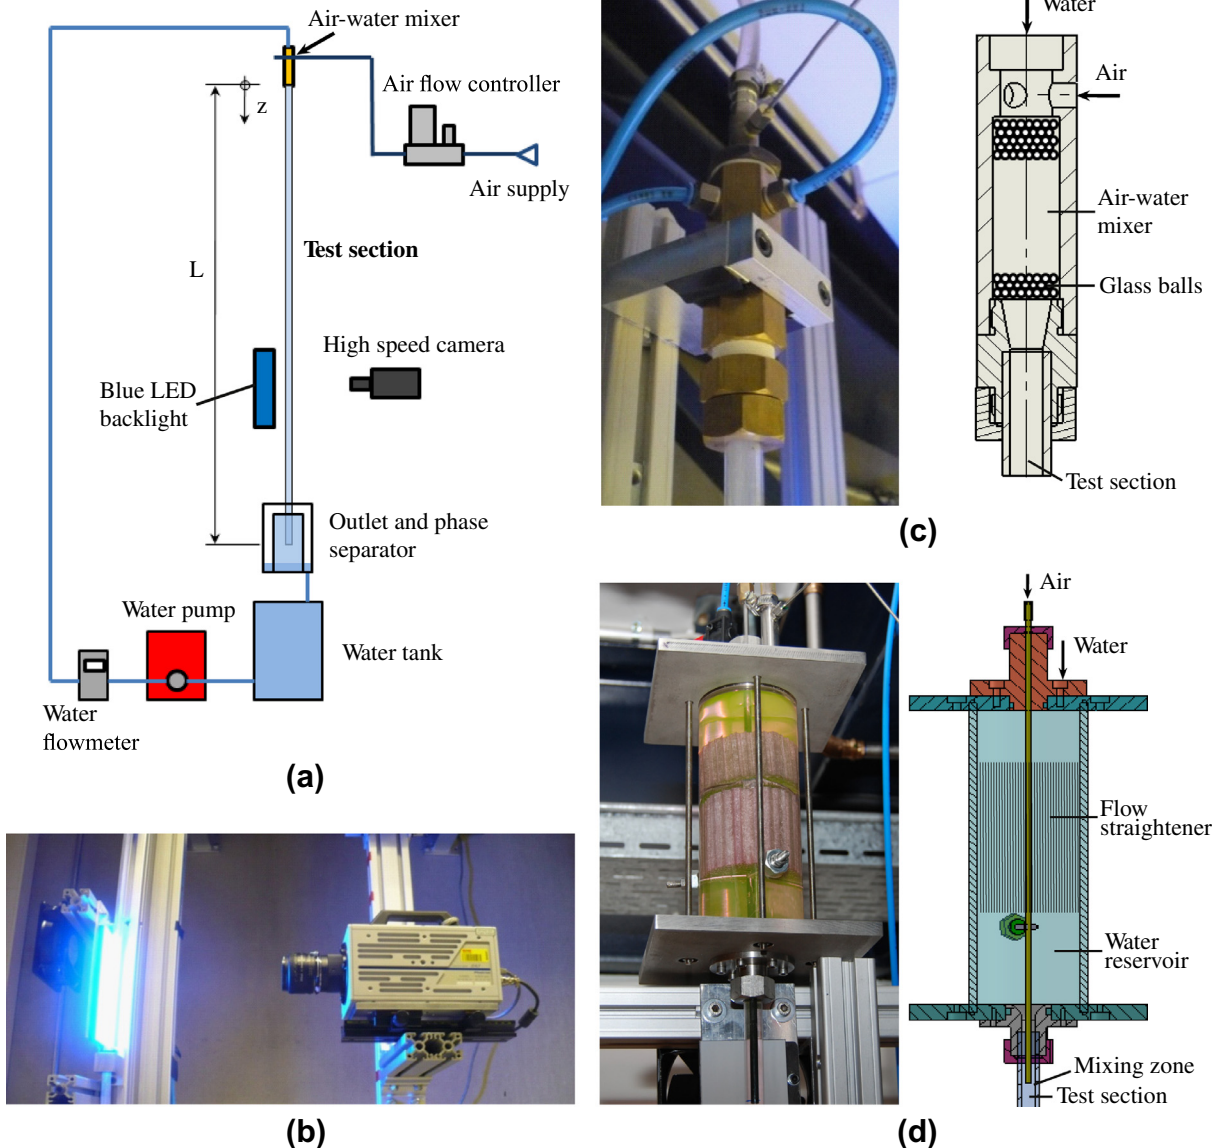 Air-water mixer
Air flow controller
z
Air supply
Test section
L
High speed camera
Blue LED
backlight
Outlet and phase
separator
Water pump
Water tank
Water
flowmeter
(a)
(b)
Water
Air
Air-water
mixer
Glass balls
Test section
(c)
Air
Water
Flow
straightener
Water
reservoir
Mixing zone
Test section
(d)